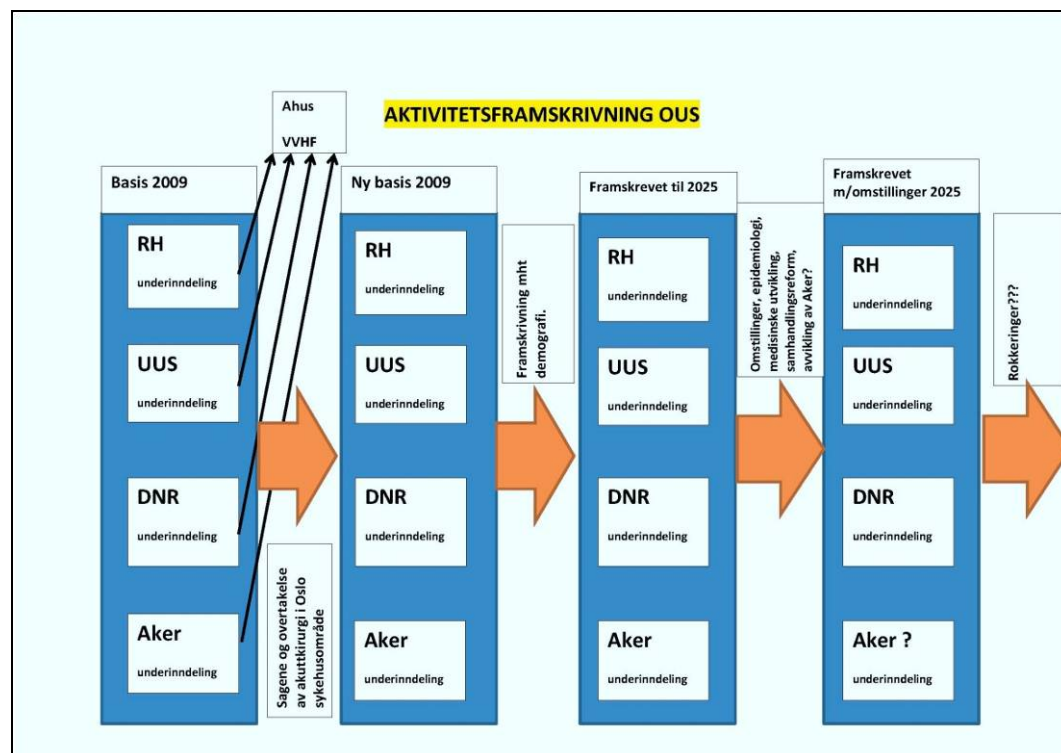 AKTIVITETSFRAMSKRIVNING OUS
Ahus
VVHF
Basis 2009
RH
underinndeling
UUS
underinndeling
DNR
underinndeling
Aker
underinndeling
Sagene og overtakelse
av akuttkirurgi i Oslo
sykehusområde
Ny basis 2009
RH
underinndeling
UUS
underinndeling
DNR
underinndeling
Aker
underinndeling
Framskrivning mht
demografi.
Framskrevet til 2025
RH
underinndeling
UUS
underinndeling
DNR
underinndeling
Aker
underinndeling
Omstillinger, epidemiologi,
medisinske utvikling,
samhandlingsreform,
avvikling av Aker?
Framskrevet
m/omstillinger 2025
RH
underinndeling
UUS
underinndeling
DNR
underinndeling
Aker ?
underinndeling
Rokkeringer???